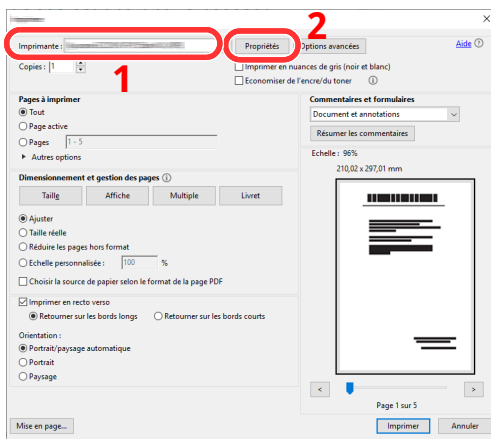 2
Imprimante :
Propriétés
Options avancées
Aide
1
Copies : 1
Imprimer en nuances de gris (noir et blanc)
Economiser de l'encre/du toner
Pages à imprimer
Tout
Page active
Pages 1 - 5
Autres options
Commentaires et formulaires
Document et annotations
Résumer les commentaires
Echelle : 96%
210,02 x 297,01 mm
Dimensionnement et gestion des pages
Taille Affiche Multiple Livret
Ajuster
Taille réelle
Réduire les pages hors format
Echelle personnalisée : 100 %
Choisir la source de papier selon le format de la page PDF
Imprimer en recto verso
Retourner sur les bords longs Retourner sur les bords courts
Orientation :
Portrait/paysage automatique
Portrait
Paysage
< >
Page 1 sur 5
Mise en page...
Imprimer Annuler